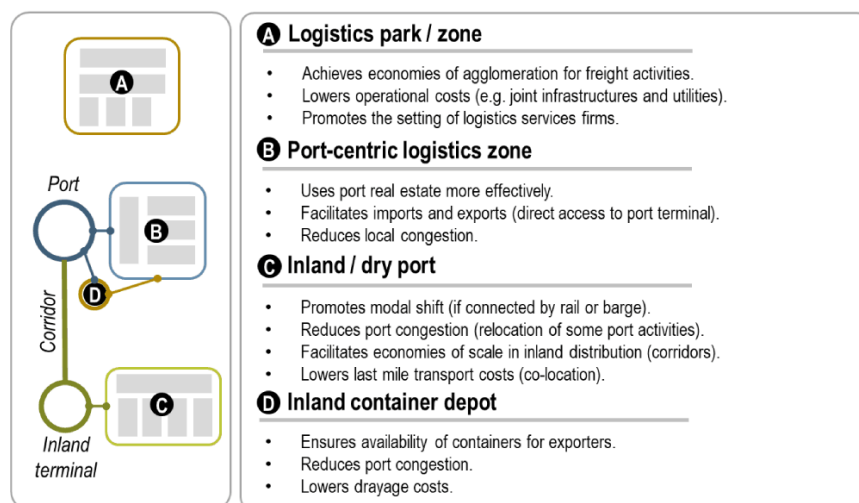 A
Port
B
D
Corridor
C
Inland
terminal
A Logistics park / zone
• Achieves economies of agglomeration for freight activities.
• Lowers operational costs (e.g. joint infrastructures and utilities).
• Promotes the setting of logistics services firms.
B Port-centric logistics zone
• Uses port real estate more effectively.
• Facilitates imports and exports (direct access to port terminal).
• Reduces local congestion.
C Inland / dry port
• Promotes modal shift (if connected by rail or barge).
• Reduces port congestion (relocation of some port activities).
• Facilitates economies of scale in inland distribution (corridors).
• Lowers last mile transport costs (co-location).
D Inland container depot
• Ensures availability of containers for exporters.
• Reduces port congestion.
• Lowers drayage costs.